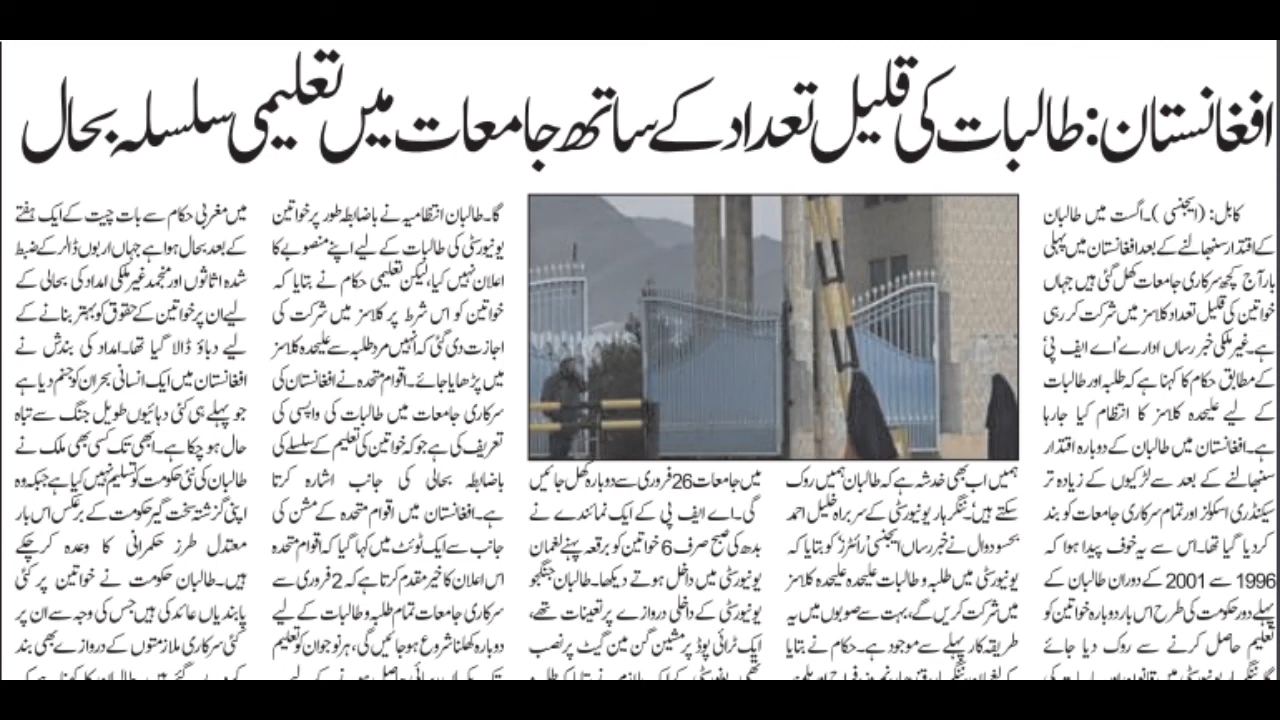 افغانستان: طالبات کی قلیل تعداد کے ساتھ جامعات میں تعلیمی سلسلہ بحال
کابل: (ایجنسی)۔ اگست میں طالبان
کے اقتدار سنبھالنے کے بعد افغانستان میں پہلی
بار آج کچھ سرکاری جامعات کھل گئی ہیں جہاں
خواتین کی قلیل تعداد کلاسز میں شرکت کر رہی
ہے۔ غیر ملکی خبر رساں ادارے 'اے ایف پی'
کے مطابق حکام کا کہنا ہے کہ طلبہ اور طالبات
کے لیے علیحدہ کلاسز کا انتظام کیا جارہا
ہے۔ افغانستان میں طالبان کے دوبارہ اقتدار
سنبھالنے کے بعد سے لڑکیوں کے زیادہ تر
سیکنڈری اسکولز اور تمام سرکاری جامعات کو بند
کر دیا گیا تھا۔ اس سے یہ خوف پیدا ہوا کہ
1996 سے 2001 کے دوران طالبان کے
پہلے دور حکومت کی طرح اس بار دوبارہ خواتین کو
تعلیم حاصل کرنے سے روک دیا جائے
ہمیں اب بھی خدشہ ہے کہ طالبان ہمیں روک
سکتے ہیں'۔ ننگرہار یونیورسٹی کے سربراہ خلیل احمد
بحسودوال نے خبر رساں ایجنسی 'رائٹرز' کو بتایا کہ
یونیورسٹی میں طلبہ و طالبات علیحدہ علیحدہ کلاسز
میں شرکت کریں گے، بہت سے صوبوں میں یہ
طریقہ کار پہلے سے موجود ہے۔ حکام نے بتایا
میں جامعات 26 فروری سے دوبارہ کھل جائیں
گی۔ اے ایف پی کے ایک نمائندے نے
بدھ کی صبح صرف 6 خواتین کو برقعہ پہنے لغمان
یونیورسٹی میں داخل ہوتے دیکھا۔ طالبان جنگجو
یونیورسٹی کے داخلی دروازے پر تعینات تھے،
ایک ٹرائی پوڈ پر مشین گن مین گیٹ پر نصب
گا۔ طالبان انتظامیہ نے باضابطہ طور پر خواتین
یونیورسٹی کی طالبات کے لیے اپنے منصوبے کا
اعلان نہیں کیا، لیکن تعلیمی حکام نے بتایا کہ
خواتین کو اس شرط پر کلاسز میں شرکت کی
اجازت دی گئی کہ انہیں مرد طلبہ سے علیحدہ کلاسز
میں پڑھایا جائے۔ اقوام متحدہ نے افغانستان کی
سرکاری جامعات میں طالبات کی واپسی کی
تعریف کی ہے جو کہ خواتین کی تعلیم کے سلسلے کی
باضابطہ بحالی کی جانب اشارہ کرتا
ہے۔ افغانستان میں اقوام متحدہ کے مشن کی
جانب سے ایک ٹوئٹ میں کہا گیا کہ اقوام متحدہ
اس اعلان کا خیر مقدم کرتا ہے کہ 2 فروری سے
سرکاری جامعات تمام طلبہ و طالبات کے لیے
دوبارہ کھلنا شروع ہوجائیں گی، ہر نوجوان کو تعلیم
میں مغربی حکام سے بات چیت کے ایک ہفتے
کے بعد بحال ہوا ہے جہاں اربوں ڈالر کے ضبط
شدہ اثاثوں اور منجمد غیر ملکی امداد کی بحالی کے
لیے ان پر خواتین کے حقوق کو بہتر بنانے کے
لیے دباؤ ڈالا گیا تھا۔ امداد کی بندش نے
افغانستان میں ایک انسانی بحران کو جنم دیا ہے
جو پہلے ہی کئی دہائیوں طویل جنگ سے تباہ
حال ہو چکا ہے۔ ابھی تک کسی بھی ملک نے
طالبان کی نئی حکومت کو تسلیم نہیں کیا ہے جبکہ وہ
اپنی گزشتہ سخت گیر حکومت کے برعکس اس بار
معتدل طرز حکمرانی کا وعدہ کرچکے
ہیں۔ طالبان حکومت نے خواتین پر کئی
پابندیاں عائد کی ہیں جس کی وجہ سے ان پر
کئی سرکاری ملازمتوں کے دروازے بھی بند